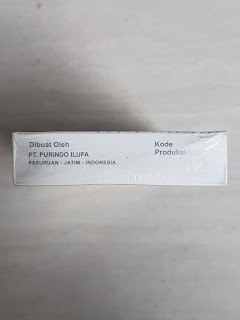 Dibuat Oleh
PT. PURINDO ILUFA
PASURUAN - JATIM - INDONESIA
Kode
Produksi :